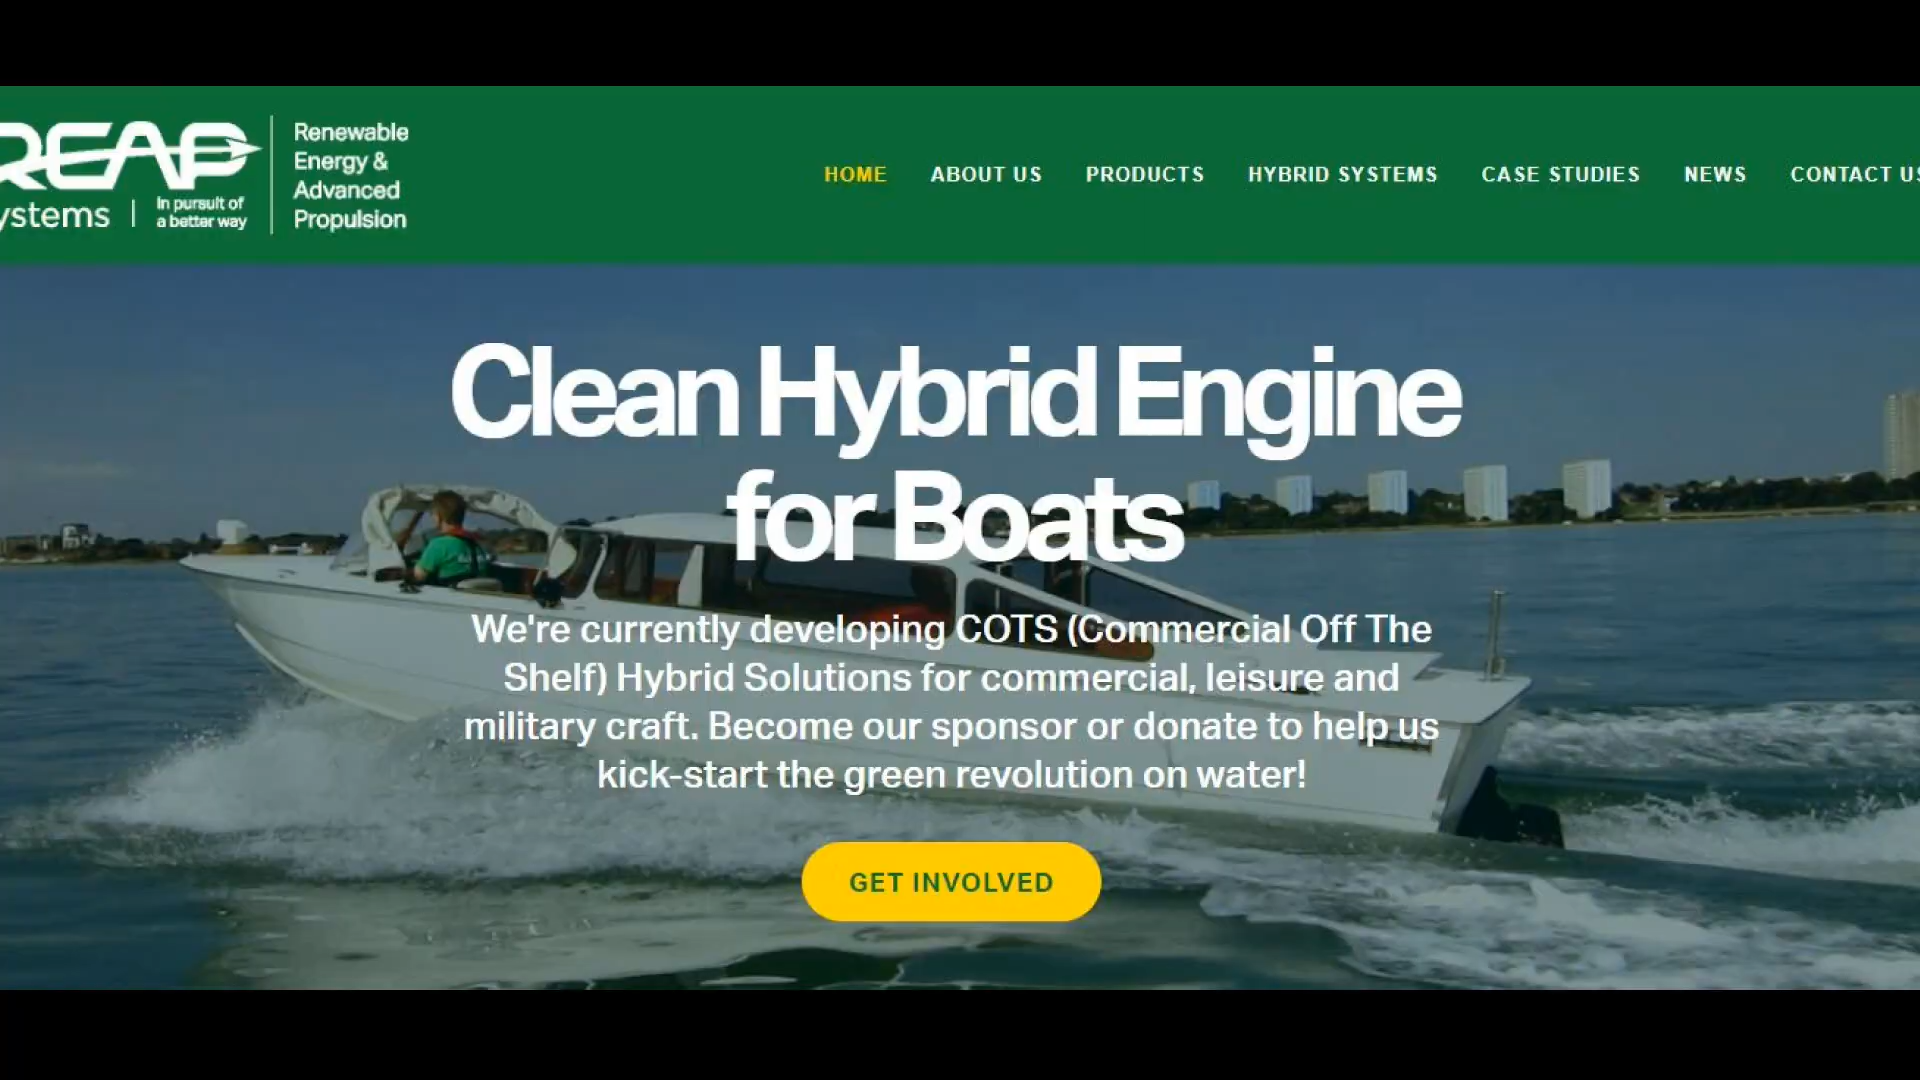 REAP
Renewable
Energy &
Advanced
Propulsion
ystems
In pursuit of
a better way
HOME
ABOUT US
PRODUCTS
HYBRID SYSTEMS
CASE STUDIES
NEWS
CONTACT US
Clean Hybrid Engine
for Boats
We're currently developing COTS (Commercial Off The
Shelf) Hybrid Solutions for commercial, leisure and
military craft. Become our sponsor or donate to help us
kick-start the green revolution on water!
GET INVOLVED